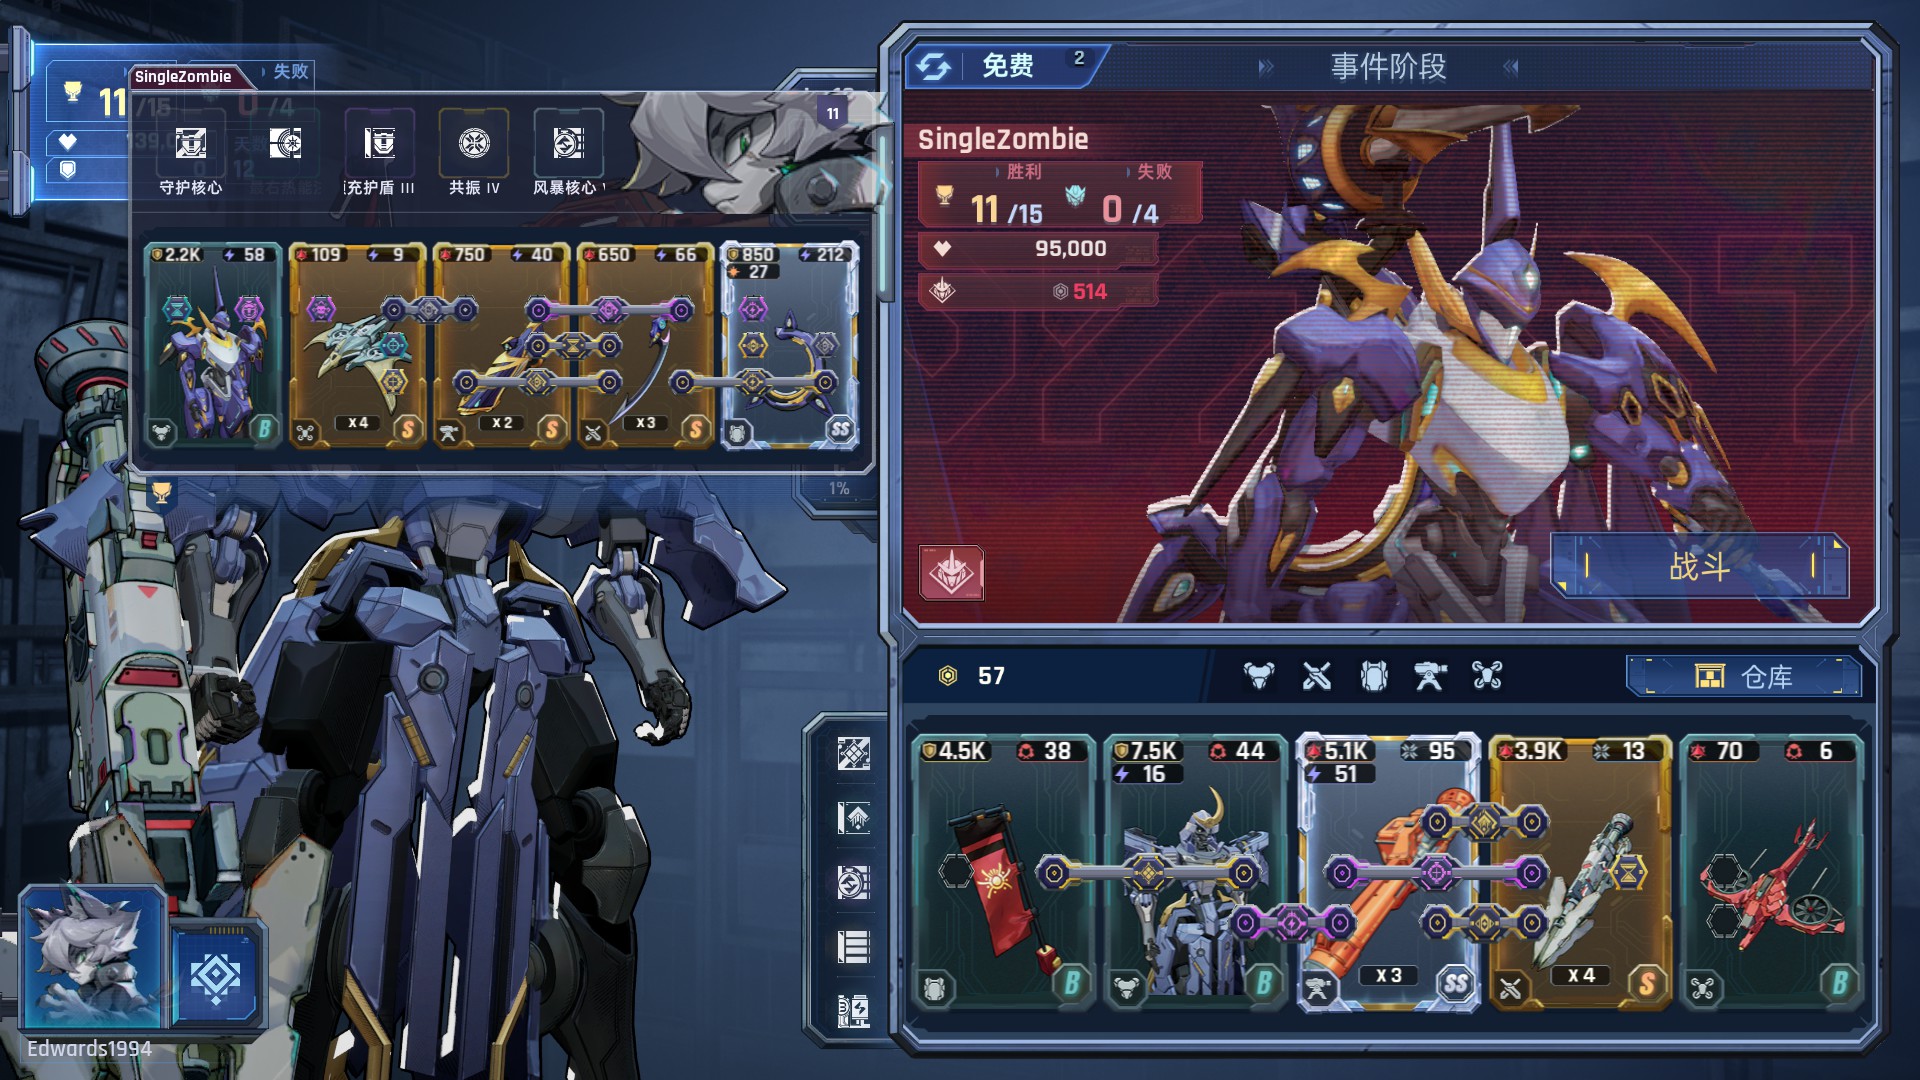 失败
11 /15
0 /4
SingleZombie
11
守护核心
充护盾 III
共振 IV
风暴核心
2.2K 58
109 9
750 40
650 66
850 212
27
x4
x2
x3
B
S
S
S
SS
1%
免费 2
事件阶段
SingleZombie
胜利
失败
11 /15
0 /4
95,000
514
战斗
57
仓库
4.5K 38
7.5K 44
16
5.1K 95
51
3.9K 13
70 6
x3
x4
B
B
SS
S
B
Edwards1994